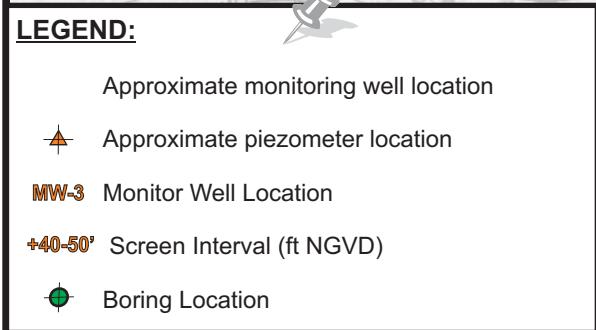 LEGEND:
Approximate monitoring well location
Approximate piezometer location
MW-3 Monitor Well Location
+40-50' Screen Interval (ft NGVD)
Boring Location